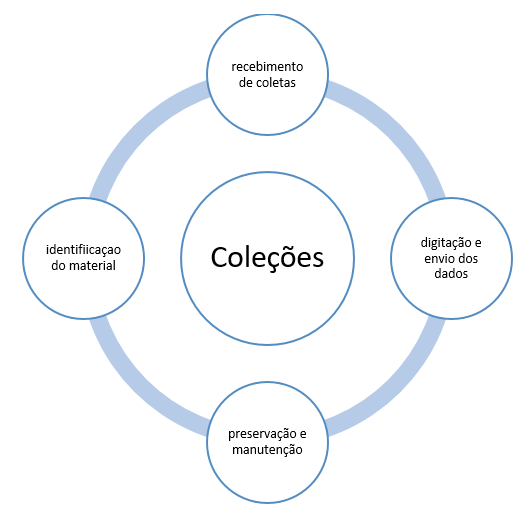 recebimento
de coletas
identifiicaçao
do material
Coleções
digitação e
envio dos
dados
preservação e
manutenção